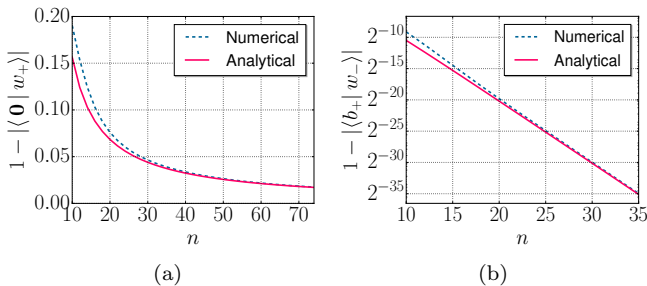 0.20
0.15
0.10
0.05
0.00
1 − |⟨ 𝟎 | w₊⟩|
Numerical
Analytical
10 20 30 40 50 60 70
n
(a)
2⁻¹⁰
2⁻¹⁵
2⁻²⁰
2⁻²⁵
2⁻³⁰
2⁻³⁵
1 − |⟨b₊ | w₋⟩|
Numerical
Analytical
10 15 20 25 30 35
n
(b)